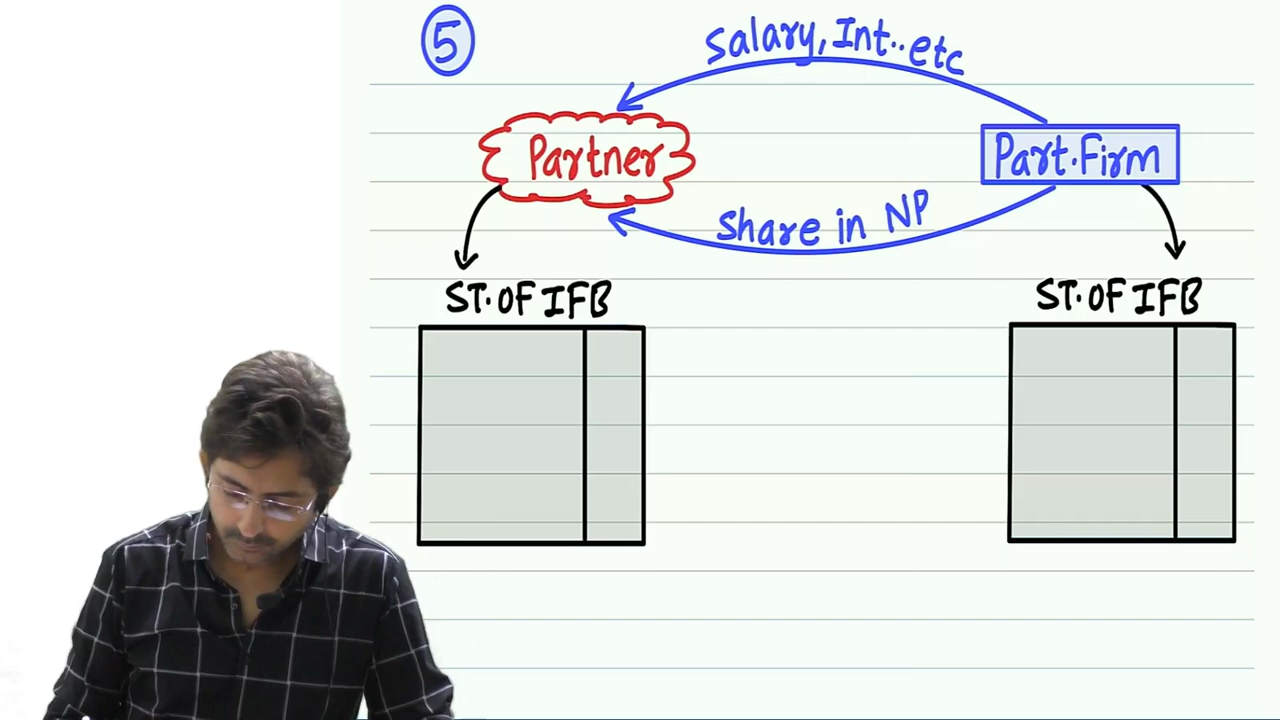 5
Salary, Int.. etc
Partner
Part. Firm
Share in NP
ST. OF IFB
ST. OF IFB